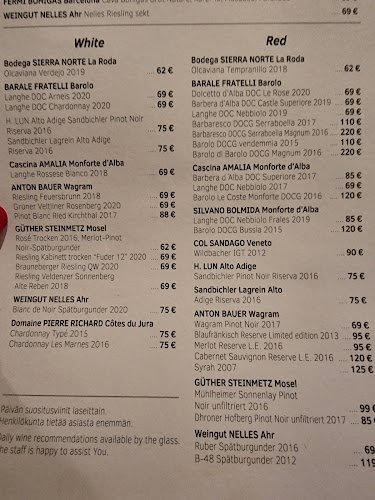 WEINGUT NELLES Ahr Nelles Riesling sekt .... 69 €
White
Bodega SIERRA NORTE La Roda
Olcaviana Verdejo 2019 .... 62 €
BARALE FRATELLI Barolo
Langhe DOC Arneis 2020 .... 69 €
Langhe DOC Chardonnay 2020 .... 69 €
H. LUN Alto Adige Sandbichler Pinot Noir
Riserva 2016 .... 75 €
Sandbichler Lagrein Alto Adige
Riserva 2016 .... 75 €
Cascina AMALIA Monforte d'Alba
Langhe Rossese Bianco 2018 .... 69 €
ANTON BAUER Wagram
Riesling Feuersbrunn 2018 .... 69 €
Grüner Veltliner Rosenberg 2020 .... 69 €
Pinot Blanc Ried Kirchthal 2017 .... 88 €
GÜTHER STEINMETZ Mosel
Rosé Trocken 2016, Merlot-Pinot
Noir-Spätburgunder .... 62 €
Riesling Kabinett trocken "Fuder 12" 2020 .... 69 €
Brauneberger Riesling QW 2020 .... 69 €
Riesling Veldenzer Sonnenberg
Alte Reben 2018 .... 69 €
WEINGUT NELLES Ahr
Blanc de Noir Spätburgunder 2020 .... 75 €
Domaine PIERRE RICHARD Côtes du Jura
Chardonnay Typé 2015 .... 75 €
Chardonnay Les Marnes 2016 .... 75 €
Red
Bodega SIERRA NORTE La Roda
Olcaviana Tempranillo 2018 .... 62 €
BARALE FRATELLI Barolo
Dolcetto d'Alba DOC Le Rose 2020 .... 69 €
Barbera d'Alba DOC Castle Superiore 2019 .... 69 €
Langhe DOC Nebbiolo 2019 .... 69 €
Barbaresco DOCG Serraboella 2017 .... 110 €
Barbaresco DOCG Serraboella Magnum 2016 .... 220 €
Barolo DOCG vendemmia 2015 .... 110 €
Barolo di Barolo DOCG Magnum 2016 .... 220 €
Cascina AMALIA Monforte d'Alba
Barbera d'Alba Superiore DOC 2017 .... 85 €
Langhe DOC Nebbiolo 2017 .... 69 €
Barolo Le Coste Monforte DOCG 2016 .... 120 €
SILVANO BOLMIDA Monforte d'Alba
Langhe DOC Nebbiolo Frales 2019 .... 85 €
Barolo DOCG Bussia 2015 .... 120 €
COL SANDAGO Veneto
Wildbacher IGT 2012 .... 90 €
H. LUN Alto Adige
Sandbichler Pinot Noir Riserva 2016 .... 75 €
Sandbichler Lagrein Alto
Adige Riserva 2016 .... 75 €
ANTON BAUER Wagram
Wagram Pinot Noir 2017 .... 69 €
Blaufränkisch Reserve Limited edition 2013 .... 95 €
Merlot Reserve L.E. 2016 .... 95 €
Cabernet Sauvignon Reserve L.E. 2016 .... 120 €
Syrah 2007 .... 125 €
GÜTHER STEINMETZ Mosel
Mühlheimer Sonnenlay Pinot
Noir unfiltriert 2016 .... 99 €
Dhroner Hofberg Pinot Noir unfiltriert 2017 .... 85 €
Weingut NELLES Ahr
Ruber Spätburgunder 2016 .... 69
B-48 Spätburgunder 2012 .... 119
Päivän suositusviinit laseittain.
Henkilökunta tietää asiasta enemmän.
Daily wine recommendations available by the glass.
The staff is happy to assist You.